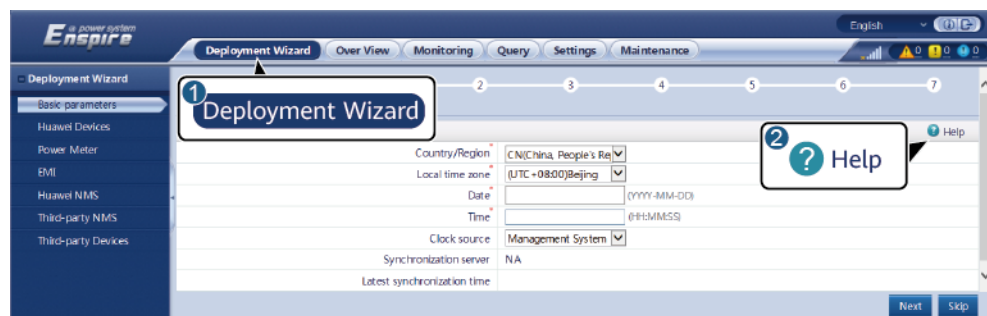 a power system
Enspire
English
Deployment Wizard Over View Monitoring Query Settings Maintenance
0 0 0
Deployment Wizard
Basic parameters
Huawei Devices
Power Meter
EMI
Huawei NMS
Third-party NMS
Third-party Devices
1
Deployment Wizard
2 3 4 5 6 7
Help
2
? Help
Country/Region* CN(China, People's Re
Local time zone* (UTC+08:00)Beijing
Date* (YYYY-MM-DD)
Time* (HH:MM:SS)
Clock source Management System
Synchronization server NA
Latest synchronization time
Next Skip